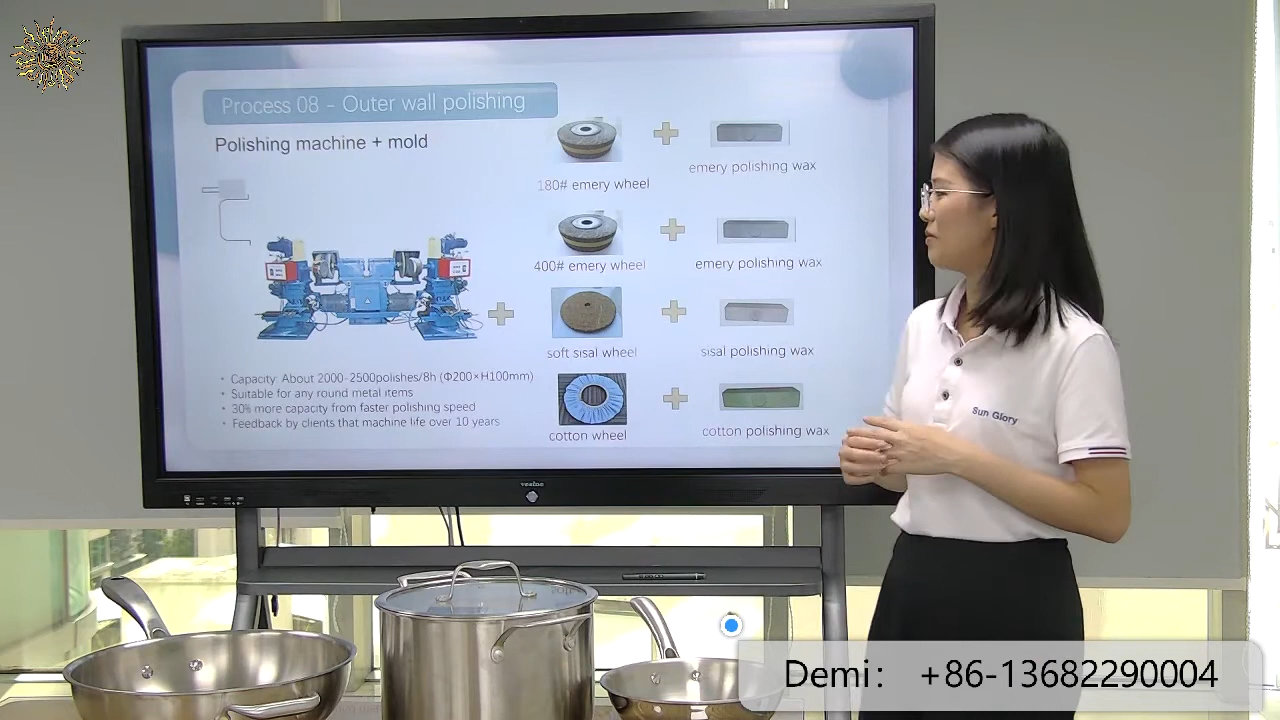 Process 08 - Outer wall polishing
Polishing machine + mold
180# emery wheel
emery polishing wax
400# emery wheel
emery polishing wax
soft sisal wheel
sisal polishing wax
cotton wheel
cotton polishing wax
• Capacity: About 2000-2500polishes/8h (Φ200×H100mm)
• Suitable for any round metal items
• 30% more capacity from faster polishing speed
• Feedback by clients that machine life over 10 years
Sun Glory
Demi: +86-13682290004